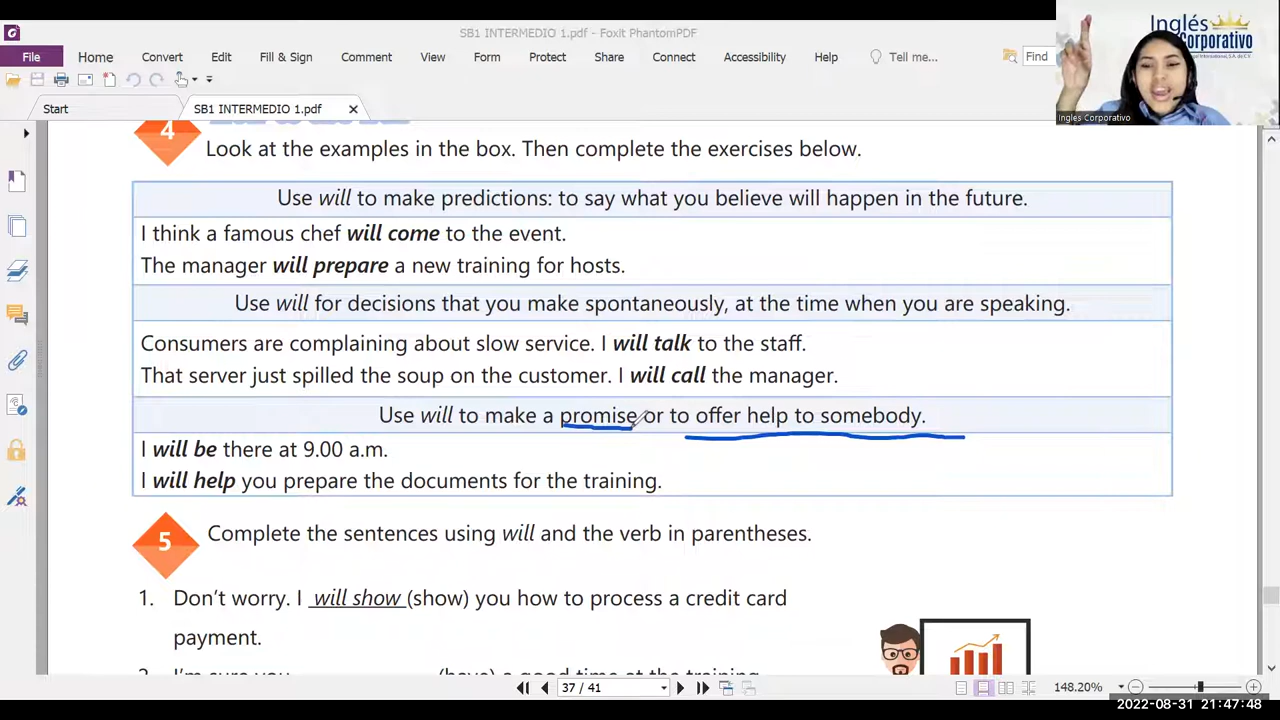 SB1 INTERMEDIO 1.pdf - Foxit PhantomPDF
File Home Convert Edit Fill & Sign Comment View Form Protect Share Connect Accessibility Help Tell me... Find
Start SB1 INTERMEDIO 1.pdf
Inglés
Corporativo
Ingles Corporativo
4
Look at the examples in the box. Then complete the exercises below.
Use will to make predictions: to say what you believe will happen in the future.
I think a famous chef will come to the event.
The manager will prepare a new training for hosts.
Use will for decisions that you make spontaneously, at the time when you are speaking.
Consumers are complaining about slow service. I will talk to the staff.
That server just spilled the soup on the customer. I will call the manager.
Use will to make a promise or to offer help to somebody.
I will be there at 9.00 a.m.
I will help you prepare the documents for the training.
5 Complete the sentences using will and the verb in parentheses.
1. Don't worry. I will show (show) you how to process a credit card
payment.
2. I'm sure you (have) a good time at the training
37 / 41
148.20%
2022-08-31 21:47:48